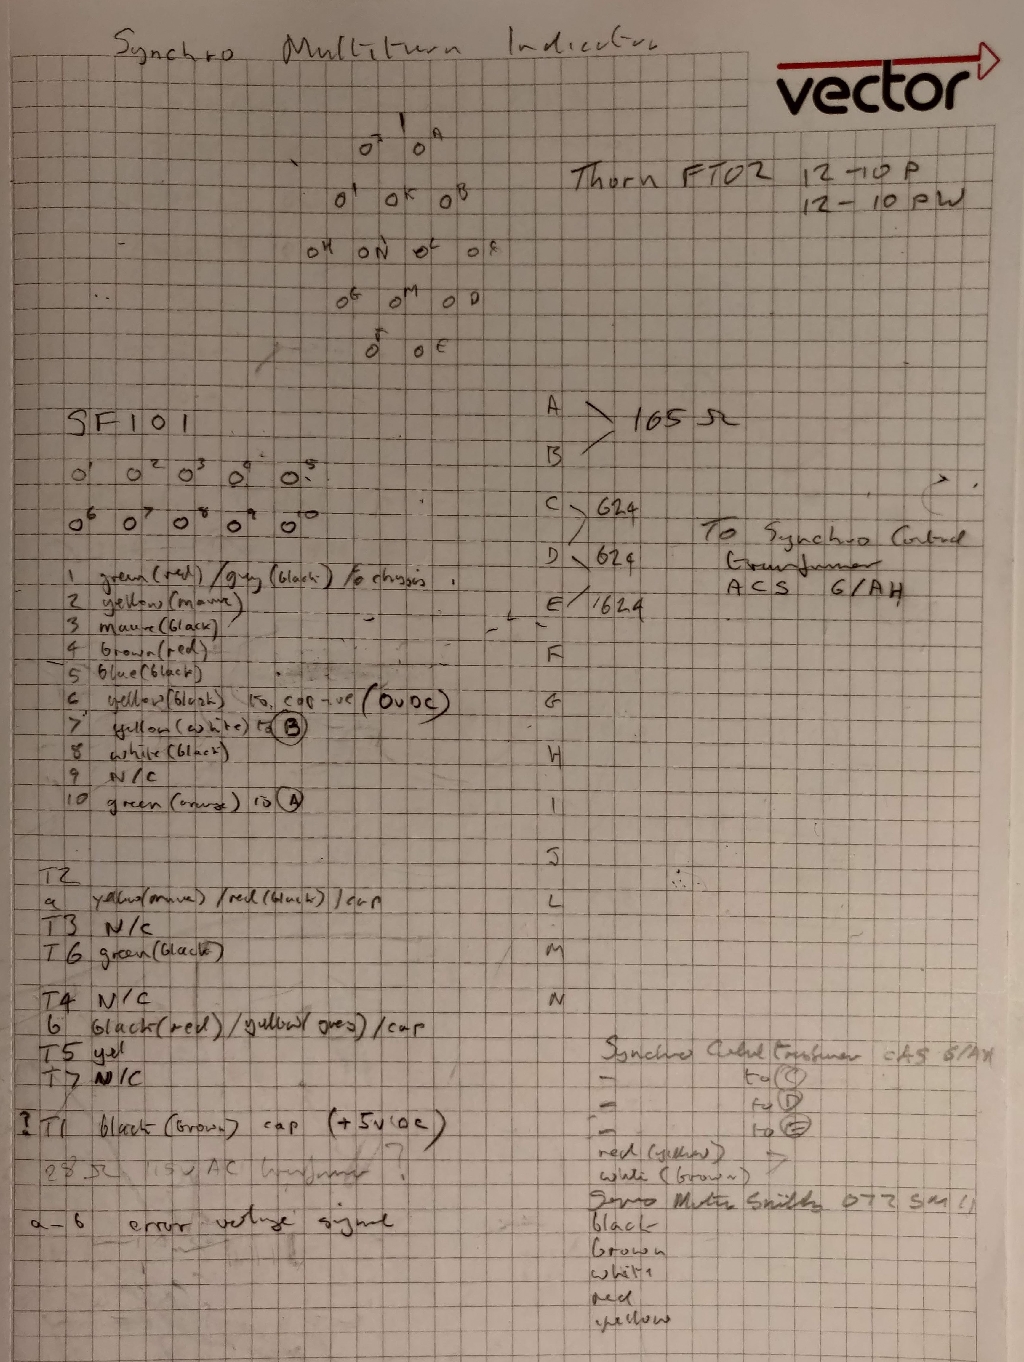 Synchro Multiturn Indicator
vector
J A
Thorn FT02 12-10 P
12-10 PW
I K B
H N L C
G M D
F E
SF101
1 2 3 4 5
6 7 8 9 10
1 green(red) / grey(black) to chassis.
2 yellow(mauve)
3 mauve(black)
4 brown(red)
5 blue(black)
6 yellow(black) to cap -ve (0VDC)
7 yellow(white) to B
8 white(black)
9 N/C
10 green(mauve) to A
T2
a yellow(mauve) / red(black) / cap
T3 N/C
T6 green(black)
T4 N/C
b black(red) / yellow(grey) / cap
T5 yel
T7 N/C
? T1 black(brown) cap (+5VDC)
28 Ω 115V AC transformer ?
a-b error voltage signal
A
B
165 Ω
C 624
D 624
E 1624
F
G
H
I
J
L
M
N
To Synchro Control
transformer
ACS 6/AH
Synchro Control Transformer CAS 6/AH
- to C
- to D
- to E
red (yellow)
white (brown)
Servo Motor Smiths 072 SM
black
brown
white
red
yellow